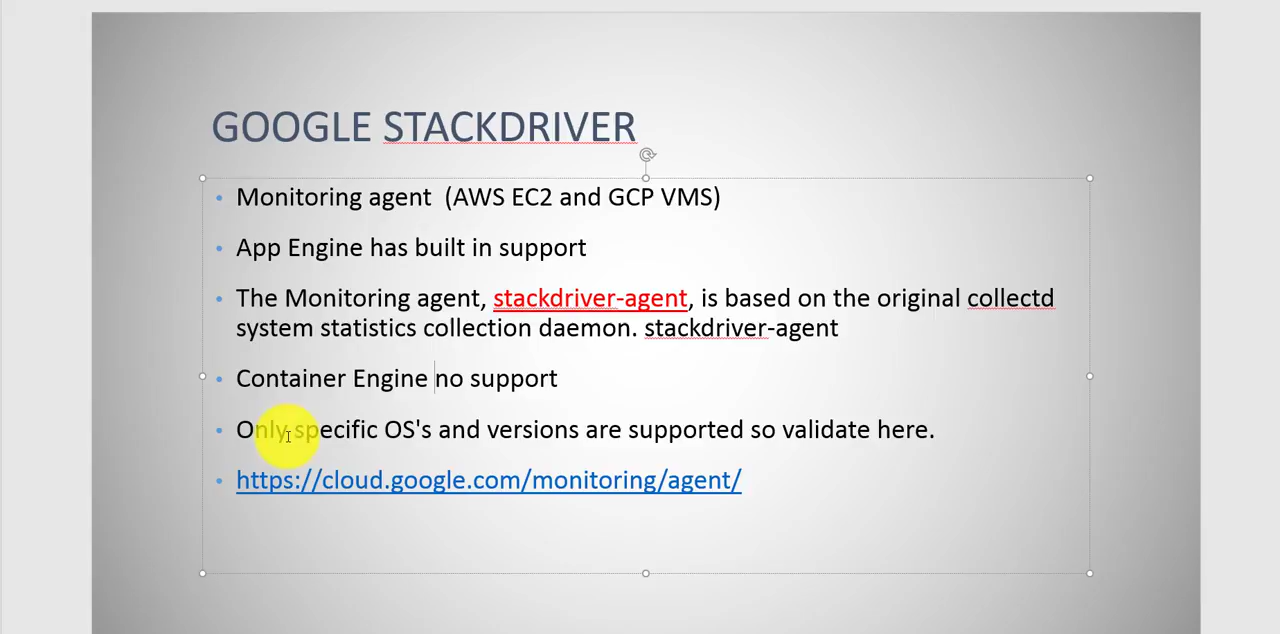 GOOGLE STACKDRIVER
• Monitoring agent (AWS EC2 and GCP VMS)
• App Engine has built in support
• The Monitoring agent, stackdriver-agent, is based on the original collectd
system statistics collection daemon. stackdriver-agent
• Container Engine no support
• Only specific OS's and versions are supported so validate here.
• https://cloud.google.com/monitoring/agent/